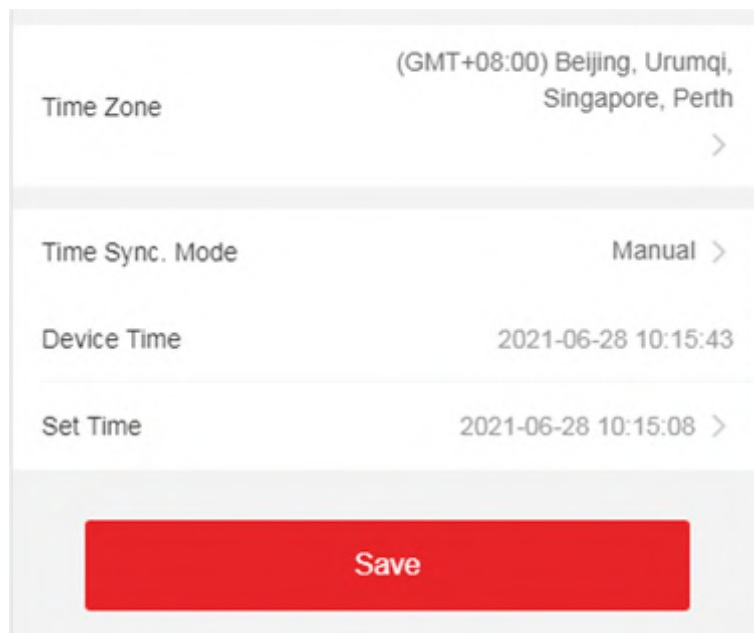 (GMT+08:00) Beijing, Urumqi,
Time Zone Singapore, Perth
Time Sync. Mode Manual
Device Time 2021-06-28 10:15:43
Set Time 2021-06-28 10:15:08
Save